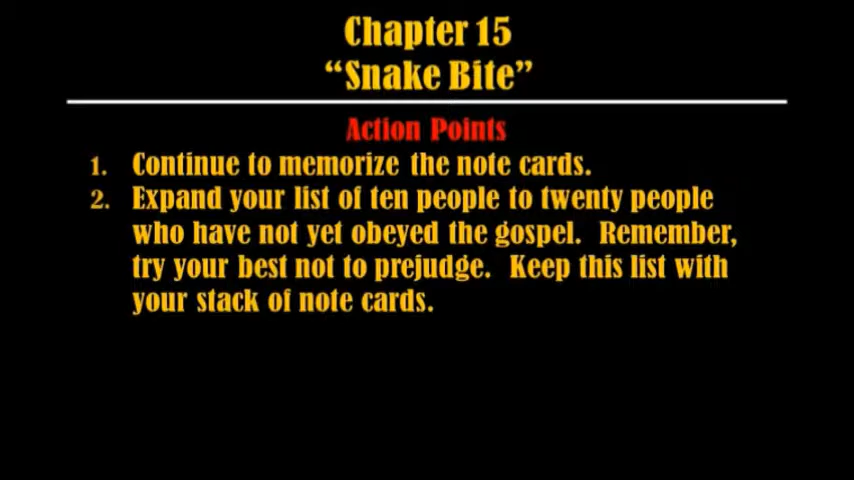 Chapter 15
“Snake Bite”
Action Points
1. Continue to memorize the note cards.
2. Expand your list of ten people to twenty people
who have not yet obeyed the gospel. Remember,
try your best not to prejudge. Keep this list with
your stack of note cards.